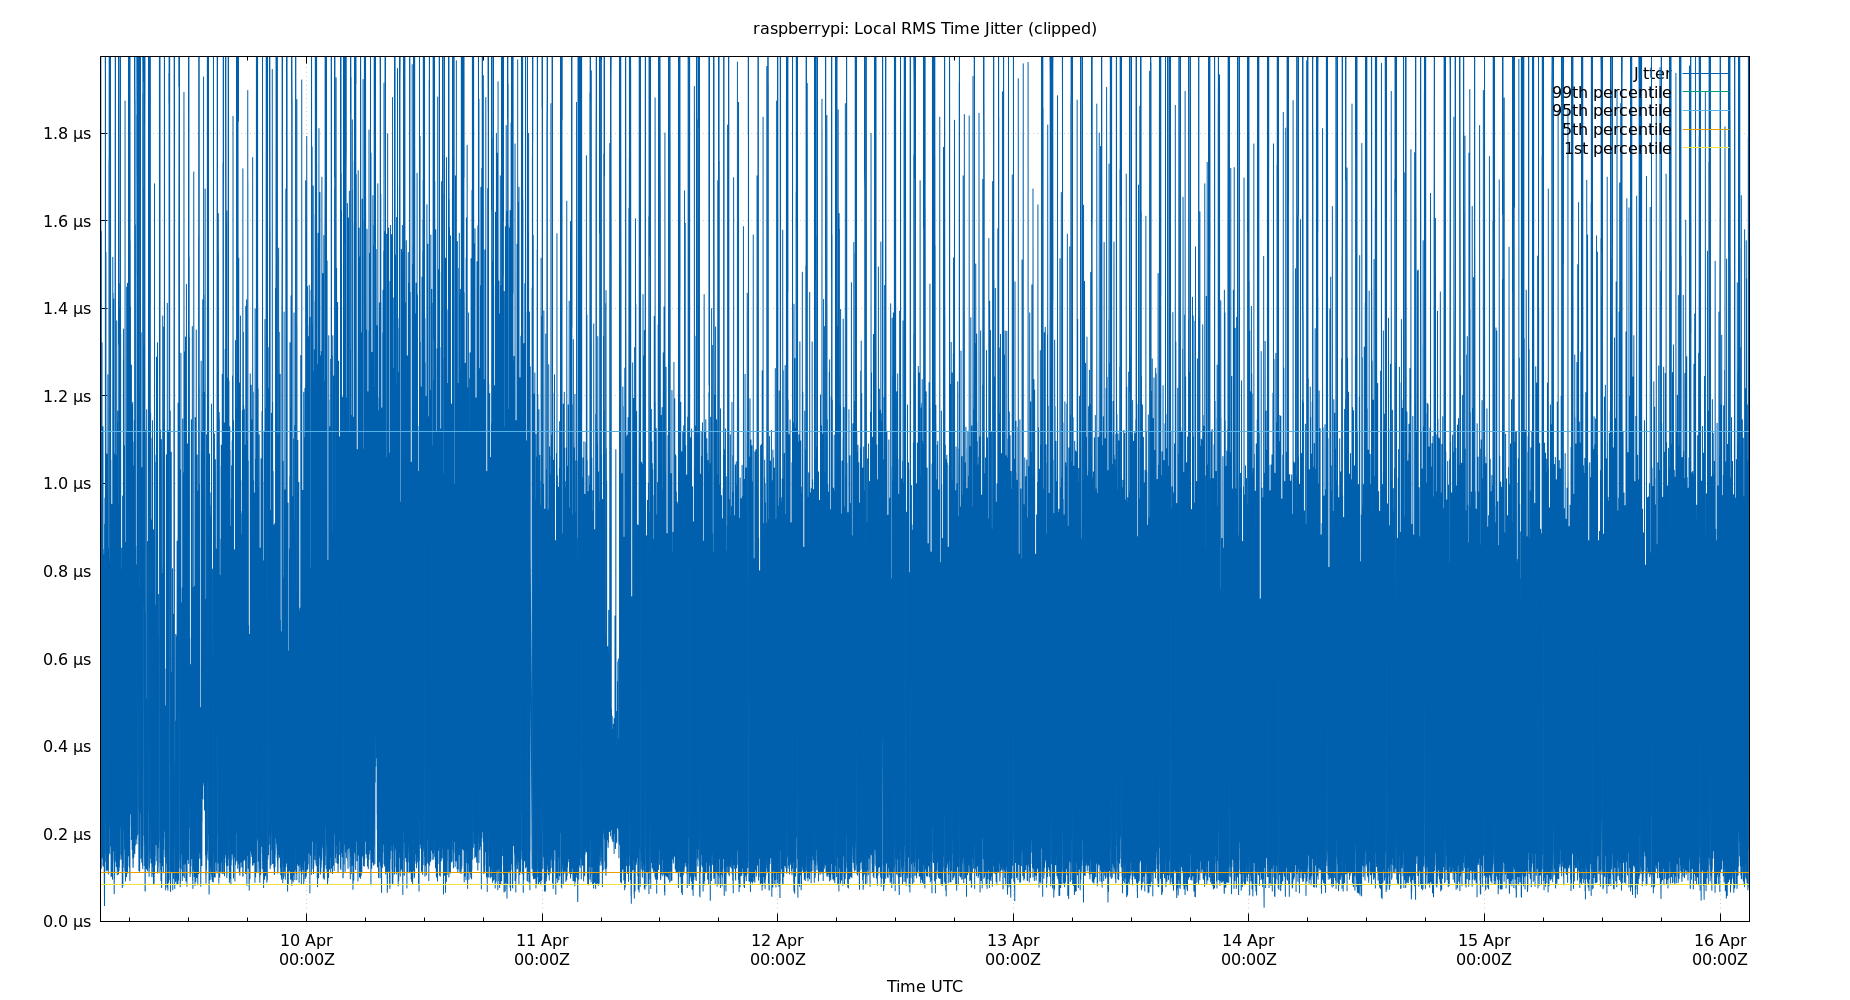 raspberrypi: Local RMS Time Jitter (clipped)
Jitter
99th percentile
95th percentile
5th percentile
1st percentile
1.8 µs
1.6 µs
1.4 µs
1.2 µs
1.0 µs
0.8 µs
0.6 µs
0.4 µs
0.2 µs
0.0 µs
10 Apr 11 Apr 12 Apr 13 Apr 14 Apr 15 Apr 16 Apr
00:00Z 00:00Z 00:00Z 00:00Z 00:00Z 00:00Z 00:00Z
Time UTC